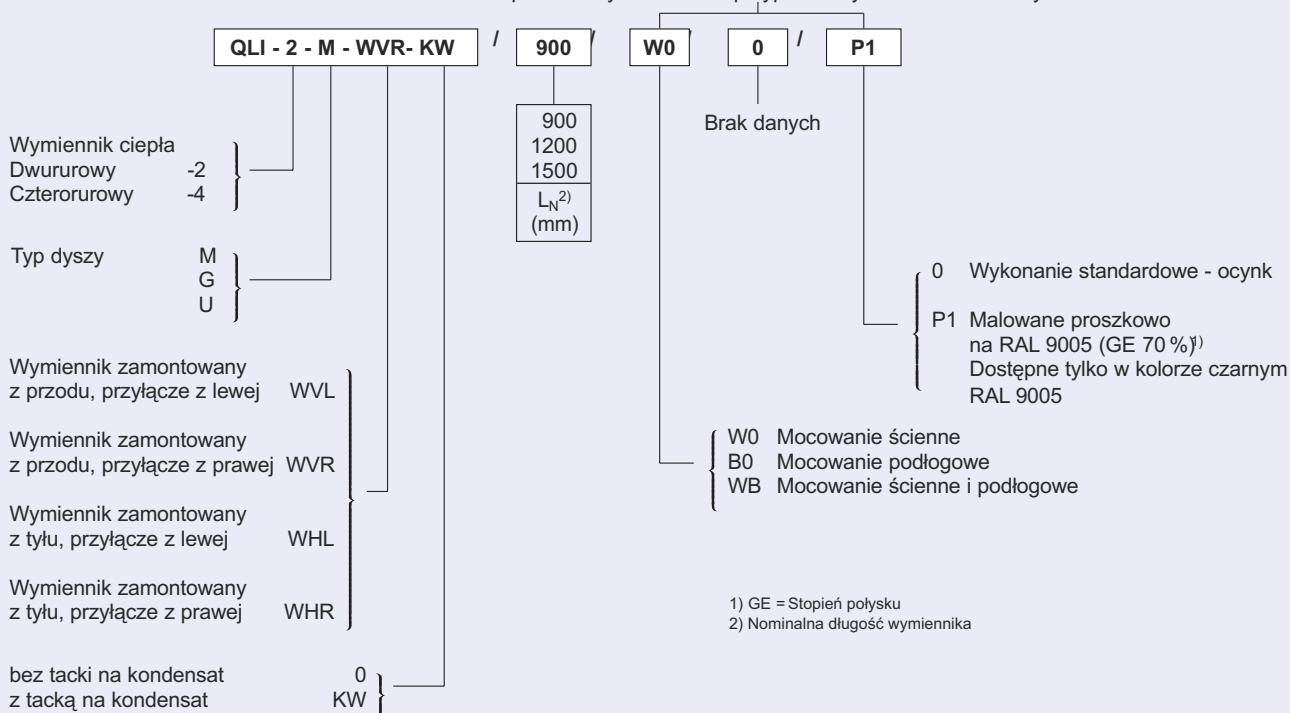 QLI - 2 - M - WVR- KW / 900 / W0 / 0 / P1
900
1200
1500
LN2)
(mm)
Brak danych
Wymiennik ciepła
Dwururowy -2
Czterorurowy -4
Typ dyszy M
G
U
Wymiennik zamontowany
z przodu, przyłącze z lewej WVL
Wymiennik zamontowany
z przodu, przyłącze z prawej WVR
Wymiennik zamontowany
z tyłu, przyłącze z lewej WHL
Wymiennik zamontowany
z tyłu, przyłącze z prawej WHR
bez tacki na kondensat 0
z tacką na kondensat KW
0 Wykonanie standardowe - ocynk
P1 Malowane proszkowo
na RAL 9005 (GE 70 %)1)
Dostępne tylko w kolorze czarnym
RAL 9005
W0 Mocowanie ścienne
B0 Mocowanie podłogowe
WB Mocowanie ścienne i podłogowe
1) GE = Stopień połysku
2) Nominalna długość wymiennika